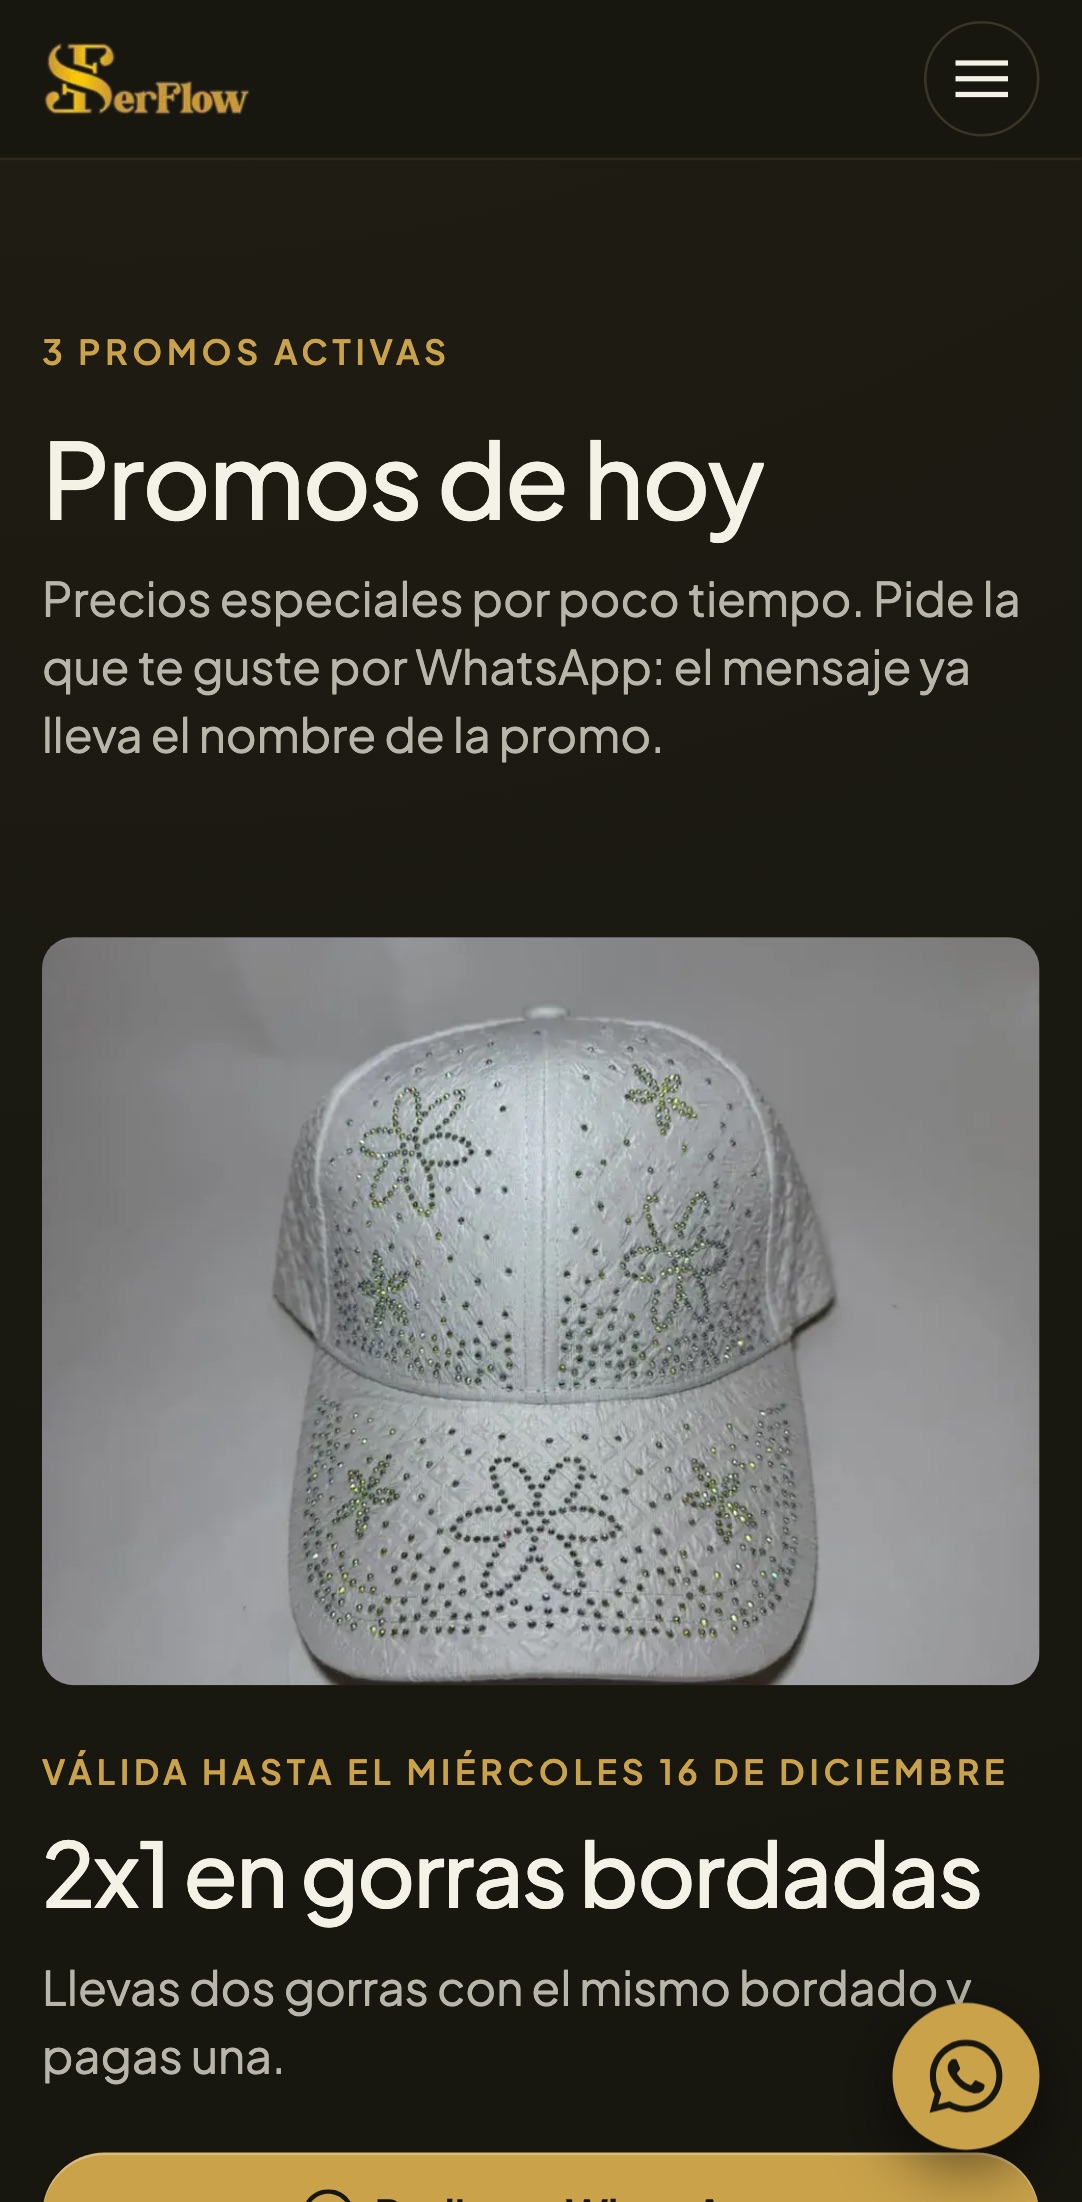 SerFlow
3 PROMOS ACTIVAS
Promos de hoy
Precios especiales por poco tiempo. Pide la
que te guste por WhatsApp: el mensaje ya
lleva el nombre de la promo.
VÁLIDA HASTA EL MIÉRCOLES 16 DE DICIEMBRE
2x1 en gorras bordadas
Llevas dos gorras con el mismo bordado y
pagas una.